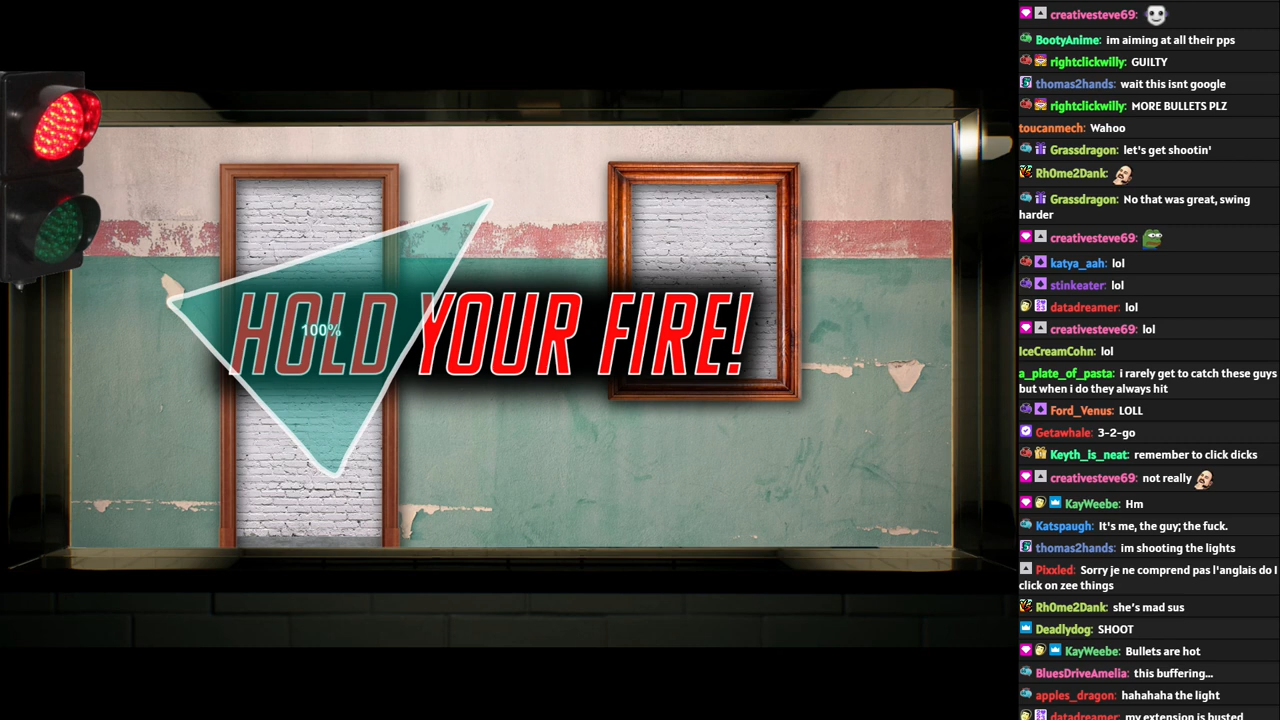 HOLD YOUR FIRE!
100%
creativesteve69:
BootyAnime: im aiming at all their pps
rightclickwilly: GUILTY
thomas2hands: wait this isnt google
rightclickwilly: MORE BULLETS PLZ
toucanmech: Wahoo
Grassdragon: let's get shootin'
Rh0me2Dank:
Grassdragon: No that was great, swing
harder
creativesteve69:
katya_aah: lol
stinkeater: lol
datadreamer: lol
creativesteve69: lol
IceCreamCohn: lol
a_plate_of_pasta: i rarely get to catch these guys
but when i do they always hit
Ford_Venus: LOLL
Getawhale: 3-2-go
Keyth_is_neat: remember to click dicks
creativesteve69: not really
KayWeebe: Hm
Katspaugh: It's me, the guy; the fuck.
thomas2hands: im shooting the lights
Pixxled: Sorry je ne comprend pas l'anglais do I
click on zee things
Rh0me2Dank: she's mad sus
Deadlydog: SHOOT
KayWeebe: Bullets are hot
BluesDriveAmelia: this buffering...
apples_dragon: hahahaha the light
datadreamer: my extension is busted